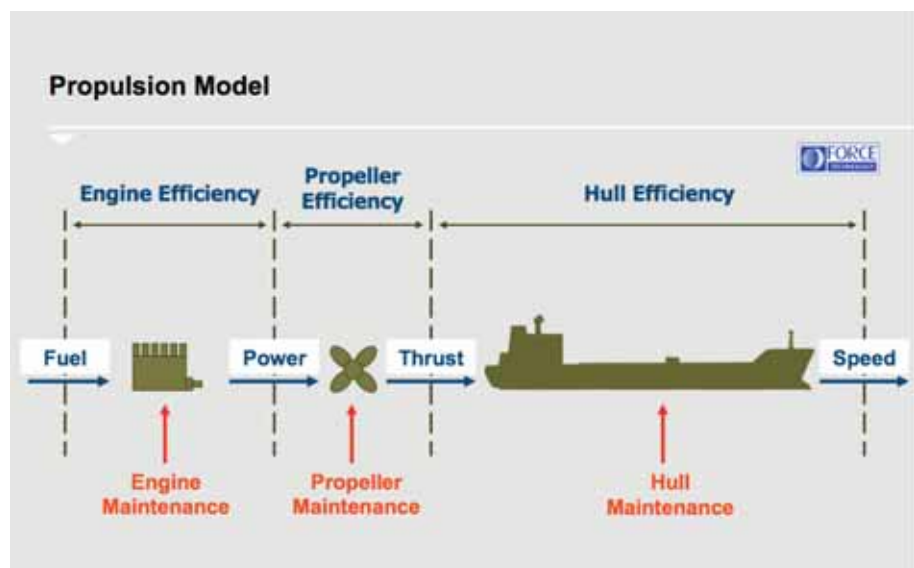 Propulsion Model
FORCE
TECHNOLOGY
Engine Efficiency
Propeller
Efficiency
Hull Efficiency
Fuel
Power
Thrust
Speed
Engine
Maintenance
Propeller
Maintenance
Hull
Maintenance